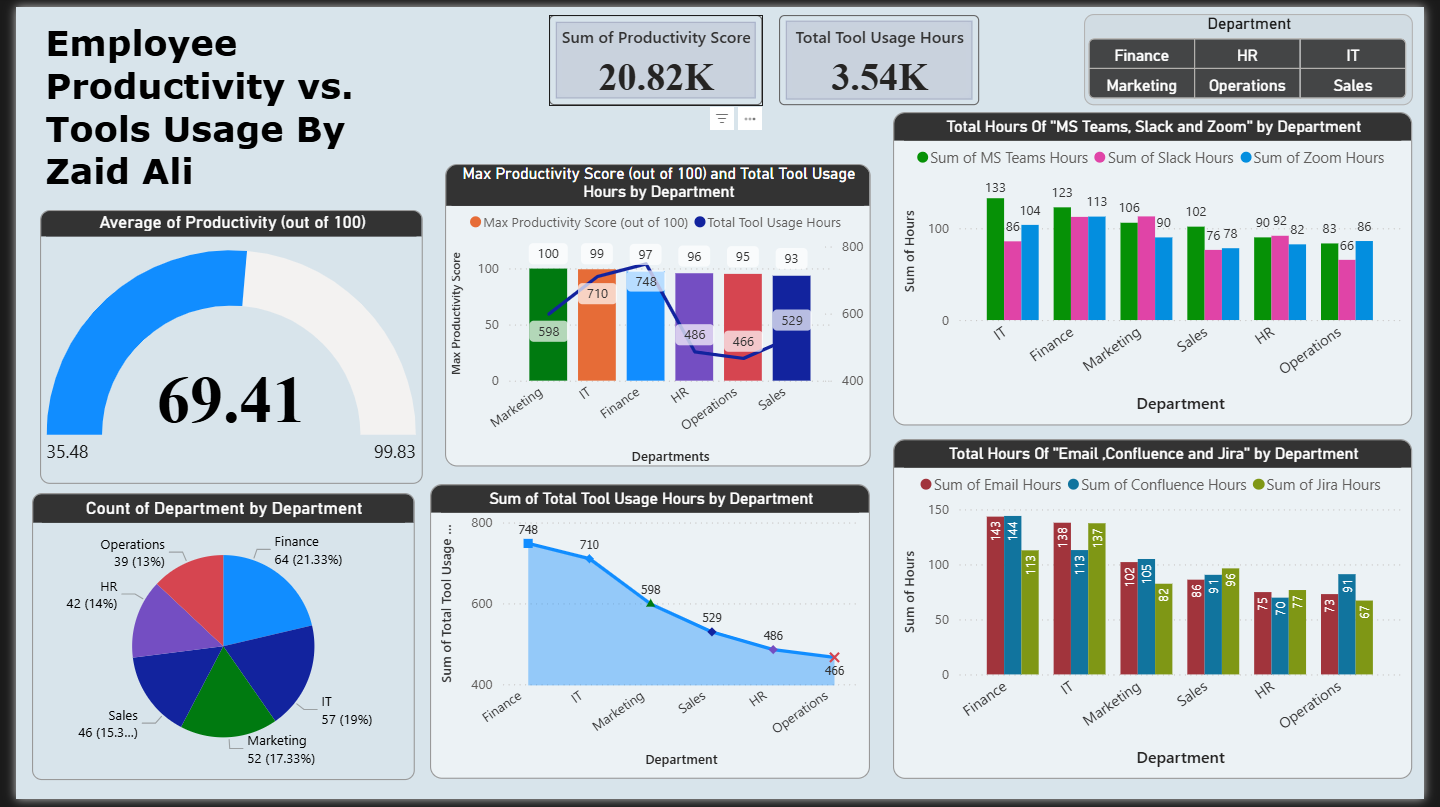 Employee
Productivity vs.
Tools Usage By
Zaid Ali
Sum of Productivity Score
20.82K
Total Tool Usage Hours
3.54K
Department
Finance HR IT
Marketing Operations Sales
Average of Productivity (out of 100)
69.41
35.48 99.83
Max Productivity Score (out of 100) and Total Tool Usage
Hours by Department
Max Productivity Score (out of 100) Total Tool Usage Hours
Max Productivity Score
100 99 97 96 95 93
598 710 748 486 466 529
100
50
0
800
600
400
Marketing IT Finance HR Operations Sales
Departments
Total Hours Of "MS Teams, Slack and Zoom" by Department
Sum of MS Teams Hours Sum of Slack Hours Sum of Zoom Hours
Sum of Hours
100
0
133 86 104
123 113
106 90
102 76 78
90 92 82
83 66 86
IT Finance Marketing Sales HR Operations
Department
Count of Department by Department
Operations
39 (13%)
Finance
64 (21.33%)
HR
42 (14%)
Sales
46 (15.3...)
IT
57 (19%)
Marketing
52 (17.33%)
Sum of Total Tool Usage Hours by Department
Sum of Total Tool Usage ...
800
600
400
748 710 598 529 486 466
Finance IT Marketing Sales HR Operations
Department
Total Hours Of "Email ,Confluence and Jira" by Department
Sum of Email Hours Sum of Confluence Hours Sum of Jira Hours
Sum of Hours
150
100
50
0
143 144 113
138 113 137
102 105 82
86 91 96
75 70 77
73 91 67
Finance IT Marketing Sales HR Operations
Department